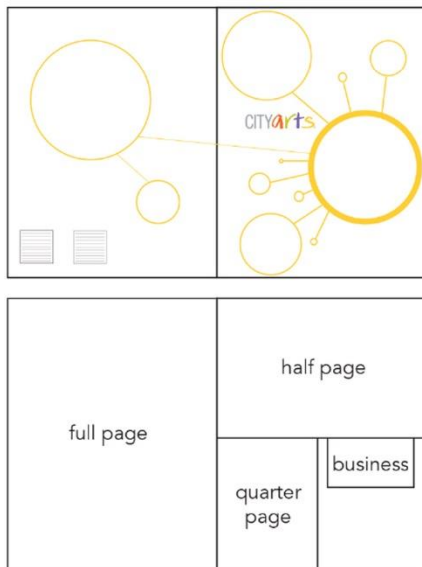 CITYarts
half page
full page
business
quarter
page